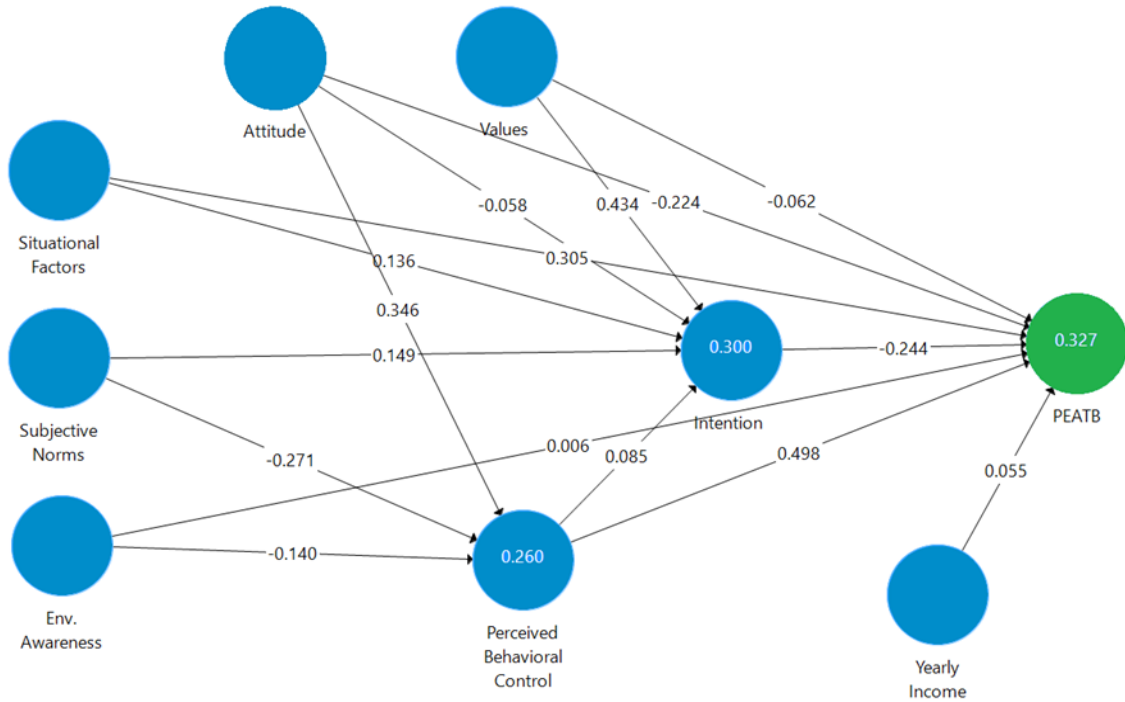 Attitude
Values
Situational
Factors
-0.058
0.434
-0.224
-0.062
0.136
0.305
0.346
Subjective
Norms
0.149
0.300
Intention
-0.244
0.327
PEATB
-0.271
0.006
0.085
0.498
0.055
Env.
Awareness
-0.140
0.260
Perceived
Behavioral
Control
Yearly
Income